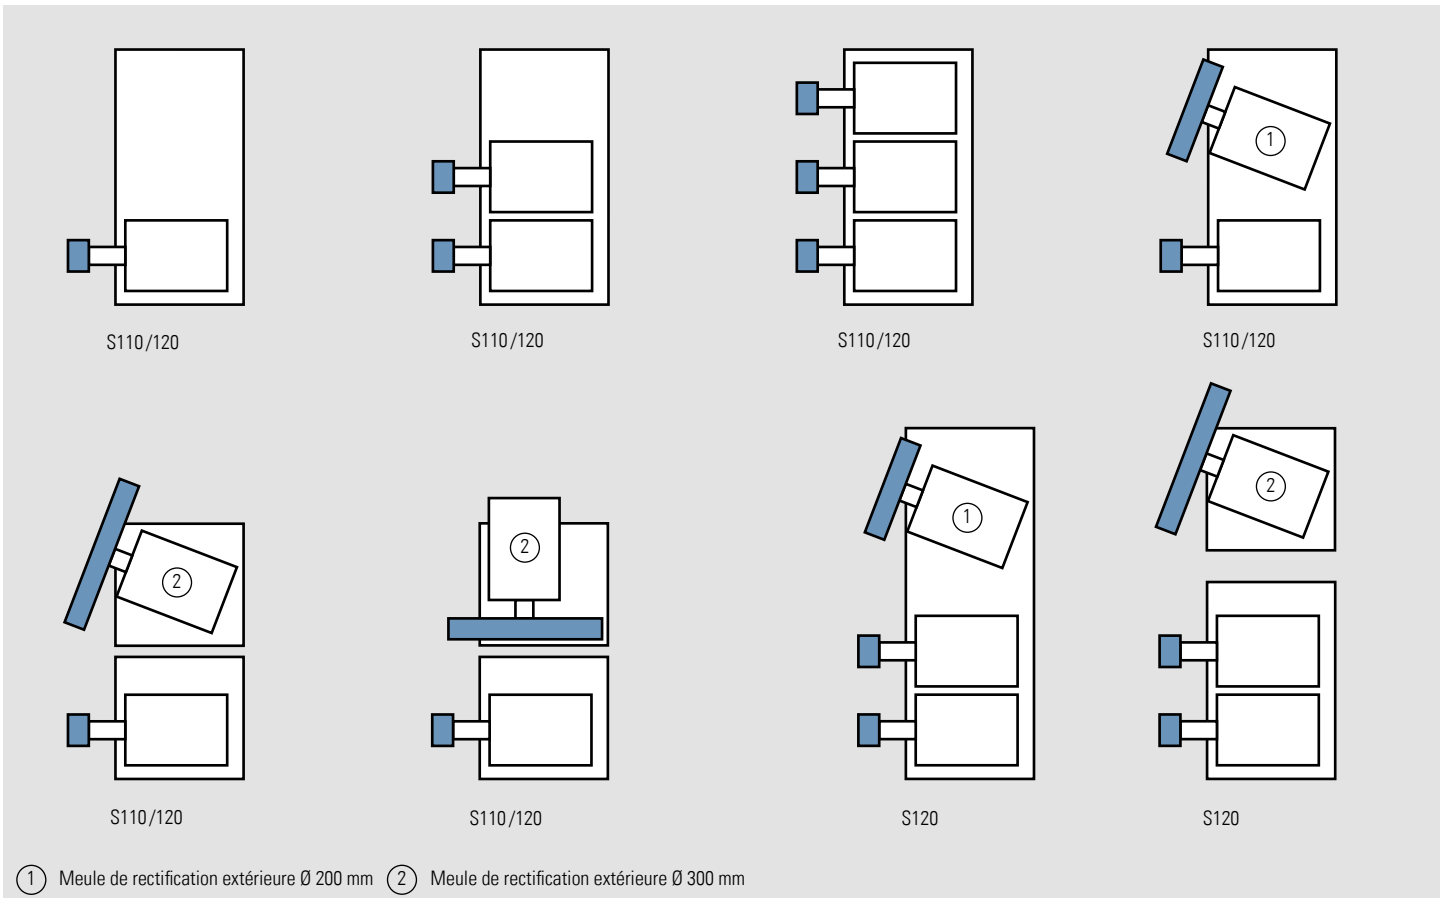 1
S110/120
S110/120
S110/120
S110/120
2
2
1
2
S110/120
S110/120
S120
S120
1 Meule de rectification extérieure Ø 200 mm 2 Meule de rectification extérieure Ø 300 mm